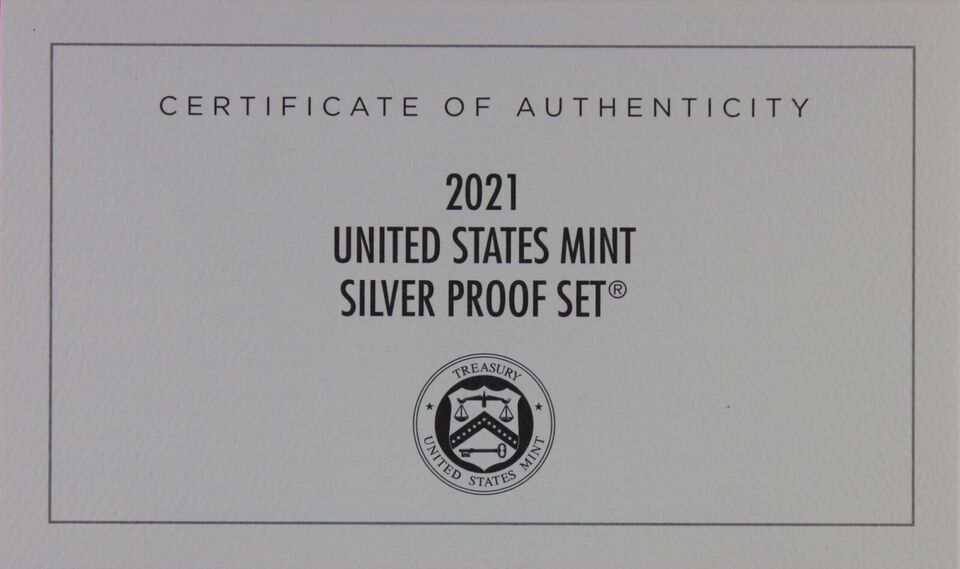 CERTIFICATE OF AUTHENTICITY
2021
UNITED STATES MINT
SILVER PROOF SET®
TREASURY
UNITED STATES MINT